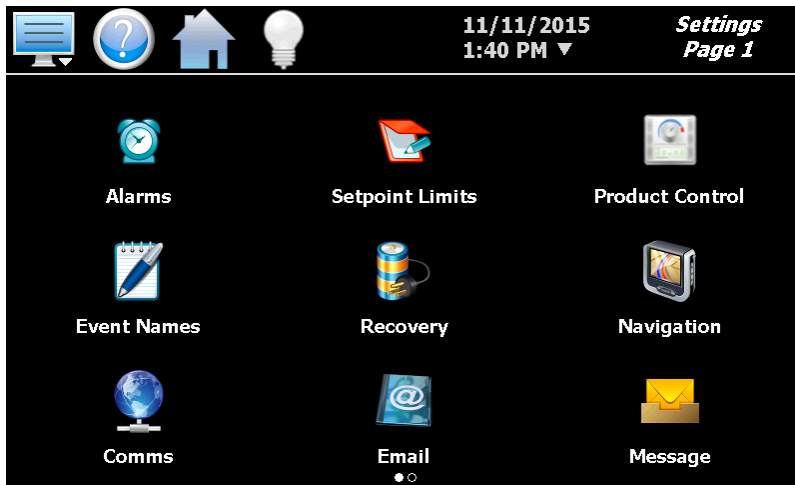 11/11/2015
1:40 PM ▼
Settings
Page 1
Alarms
Setpoint Limits
Product Control
Event Names
Recovery
Navigation
Comms
Email
Message